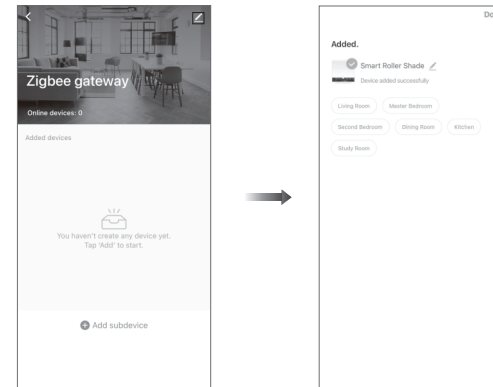 Zigbee gateway
Online devices: 0
Added devices
You haven't create any device yet.
Tap 'Add' to start.
Add subdevice
Added.
Smart Roller Shade
Device added successfully
Living Room
Master Bedroom
Second Bedroom
Dining Room
Kitchen
Study Room